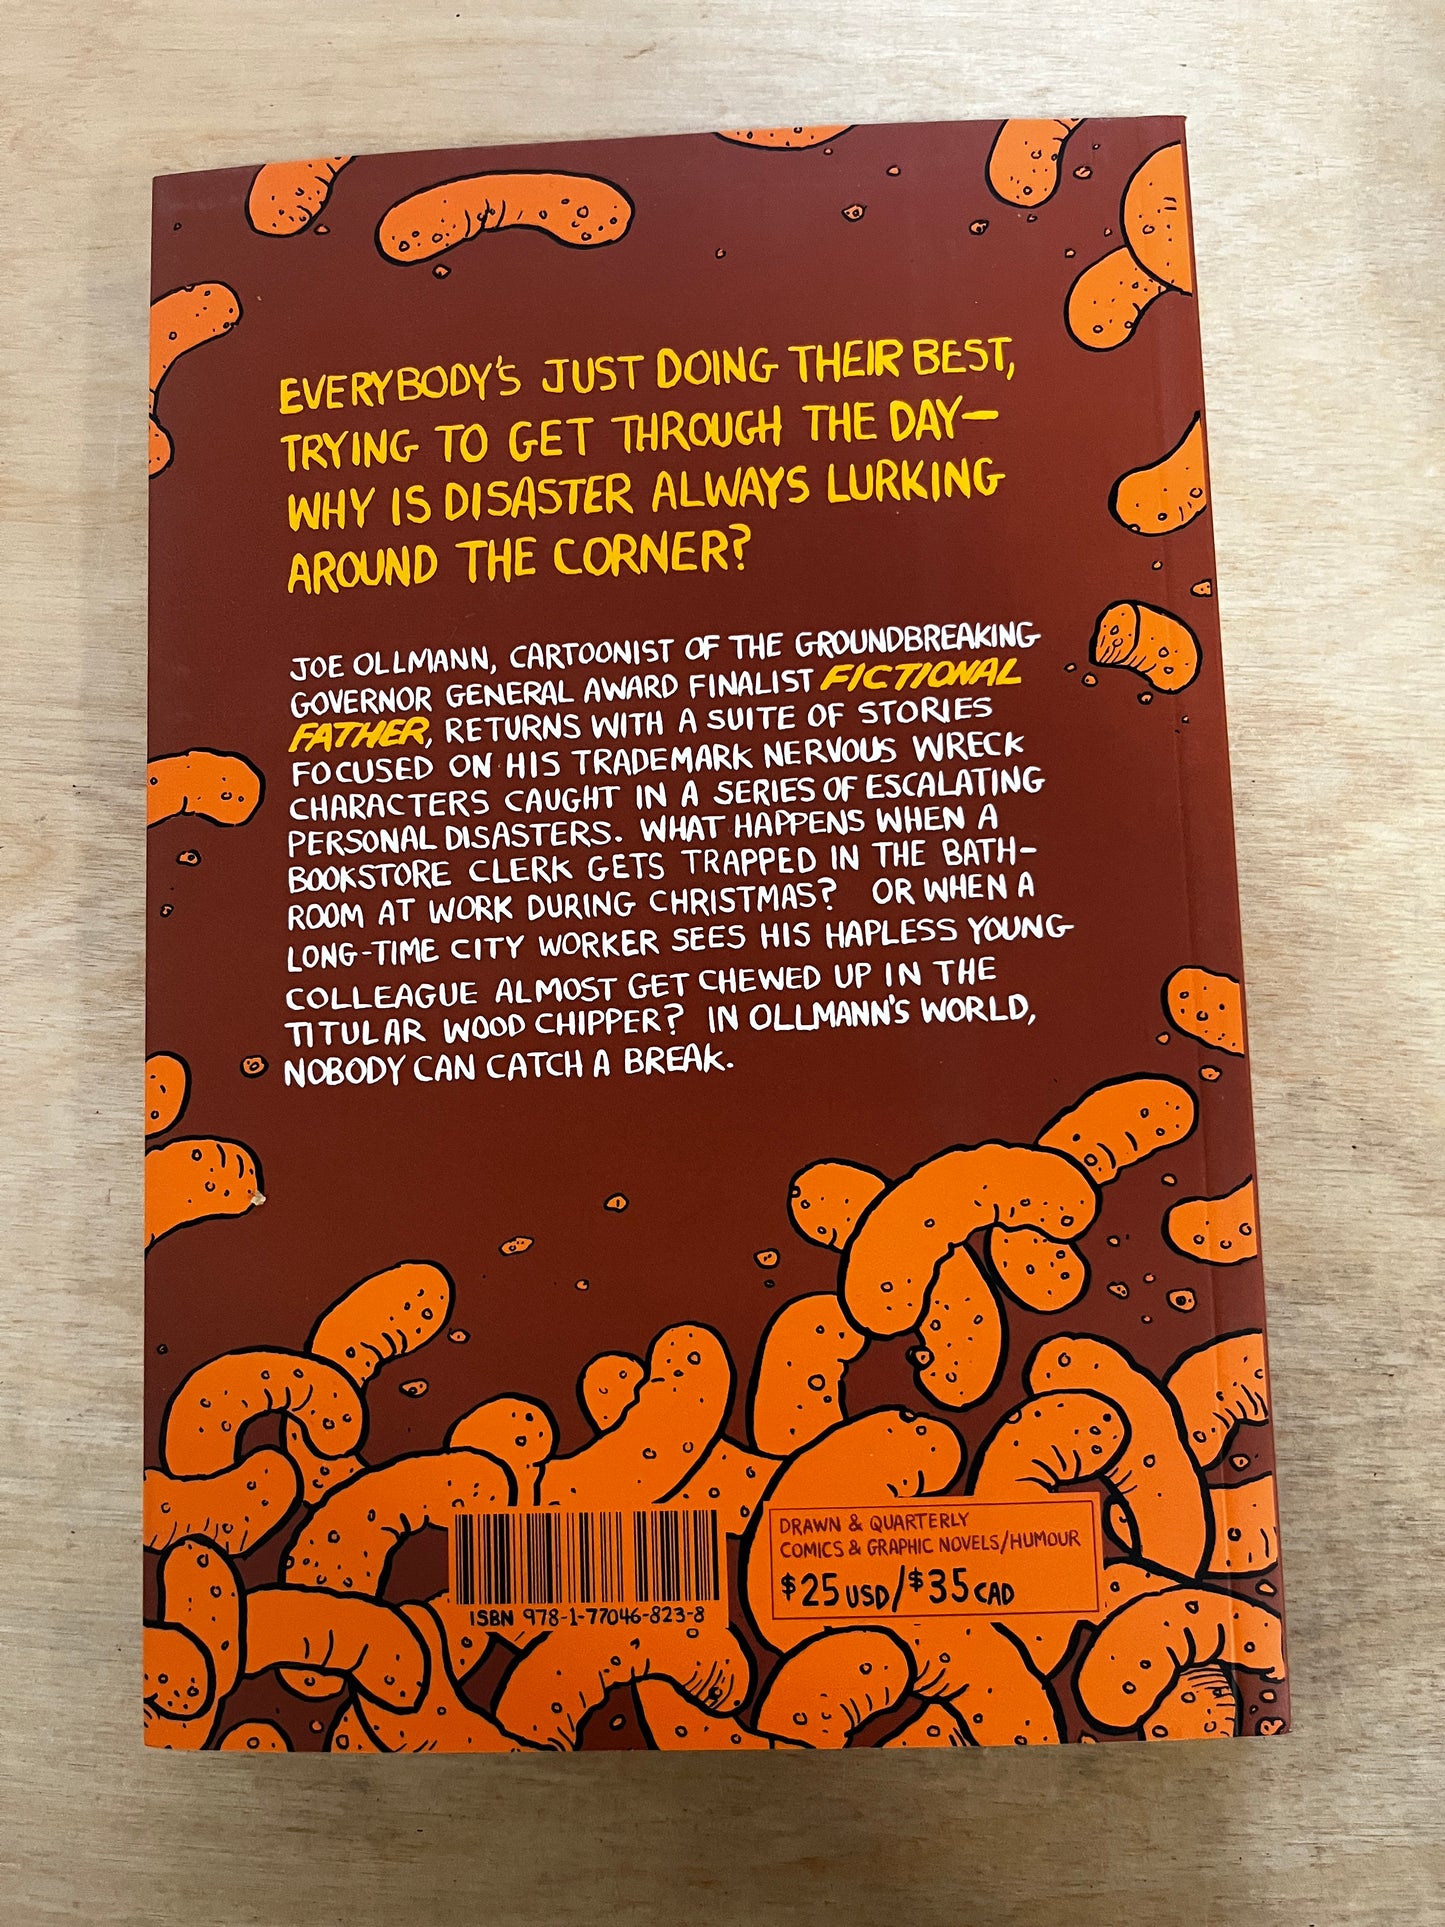 EVERYBODY'S JUST DOING THEIR BEST,
TRYING TO GET THROUGH THE DAY—
WHY IS DISASTER ALWAYS LURKING
AROUND THE CORNER?
JOE OLLMANN, CARTOONIST OF THE GROUNDBREAKING
GOVERNOR GENERAL AWARD FINALIST FICTIONAL
FATHER, RETURNS WITH A SUITE OF STORIES
FOCUSED ON HIS TRADEMARK NERVOUS WRECK
CHARACTERS CAUGHT IN A SERIES OF ESCALATING
PERSONAL DISASTERS. WHAT HAPPENS WHEN A
BOOKSTORE CLERK GETS TRAPPED IN THE BATH-
ROOM AT WORK DURING CHRISTMAS? OR WHEN A
LONG-TIME CITY WORKER SEES HIS HAPLESS YOUNG
COLLEAGUE ALMOST GET CHEWED UP IN THE
TITULAR WOOD CHIPPER? IN OLLMANN'S WORLD,
NOBODY CAN CATCH A BREAK.
ISBN 978-1-77046-823-8
DRAWN & QUARTERLY
COMICS & GRAPHIC NOVELS/HUMOUR
$25 USD/$35 CAD